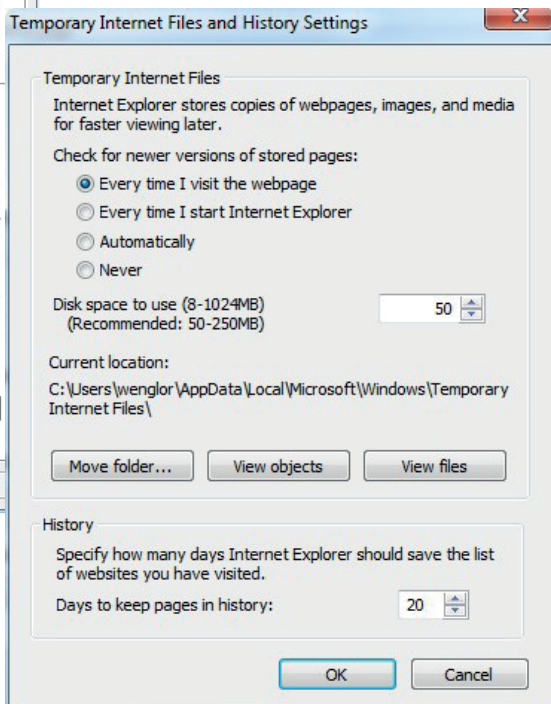 Temporary Internet Files and History Settings
X
Temporary Internet Files
Internet Explorer stores copies of webpages, images, and media
for faster viewing later.
Check for newer versions of stored pages:
Every time I visit the webpage
Every time I start Internet Explorer
Automatically
Never
Disk space to use (8-1024MB)
(Recommended: 50-250MB)
50
Current location:
C:\Users\wenglor\AppData\Local\Microsoft\Windows\Temporary
Internet Files\
Move folder... View objects View files
History
Specify how many days Internet Explorer should save the list
of websites you have visited.
Days to keep pages in history: 20
OK Cancel